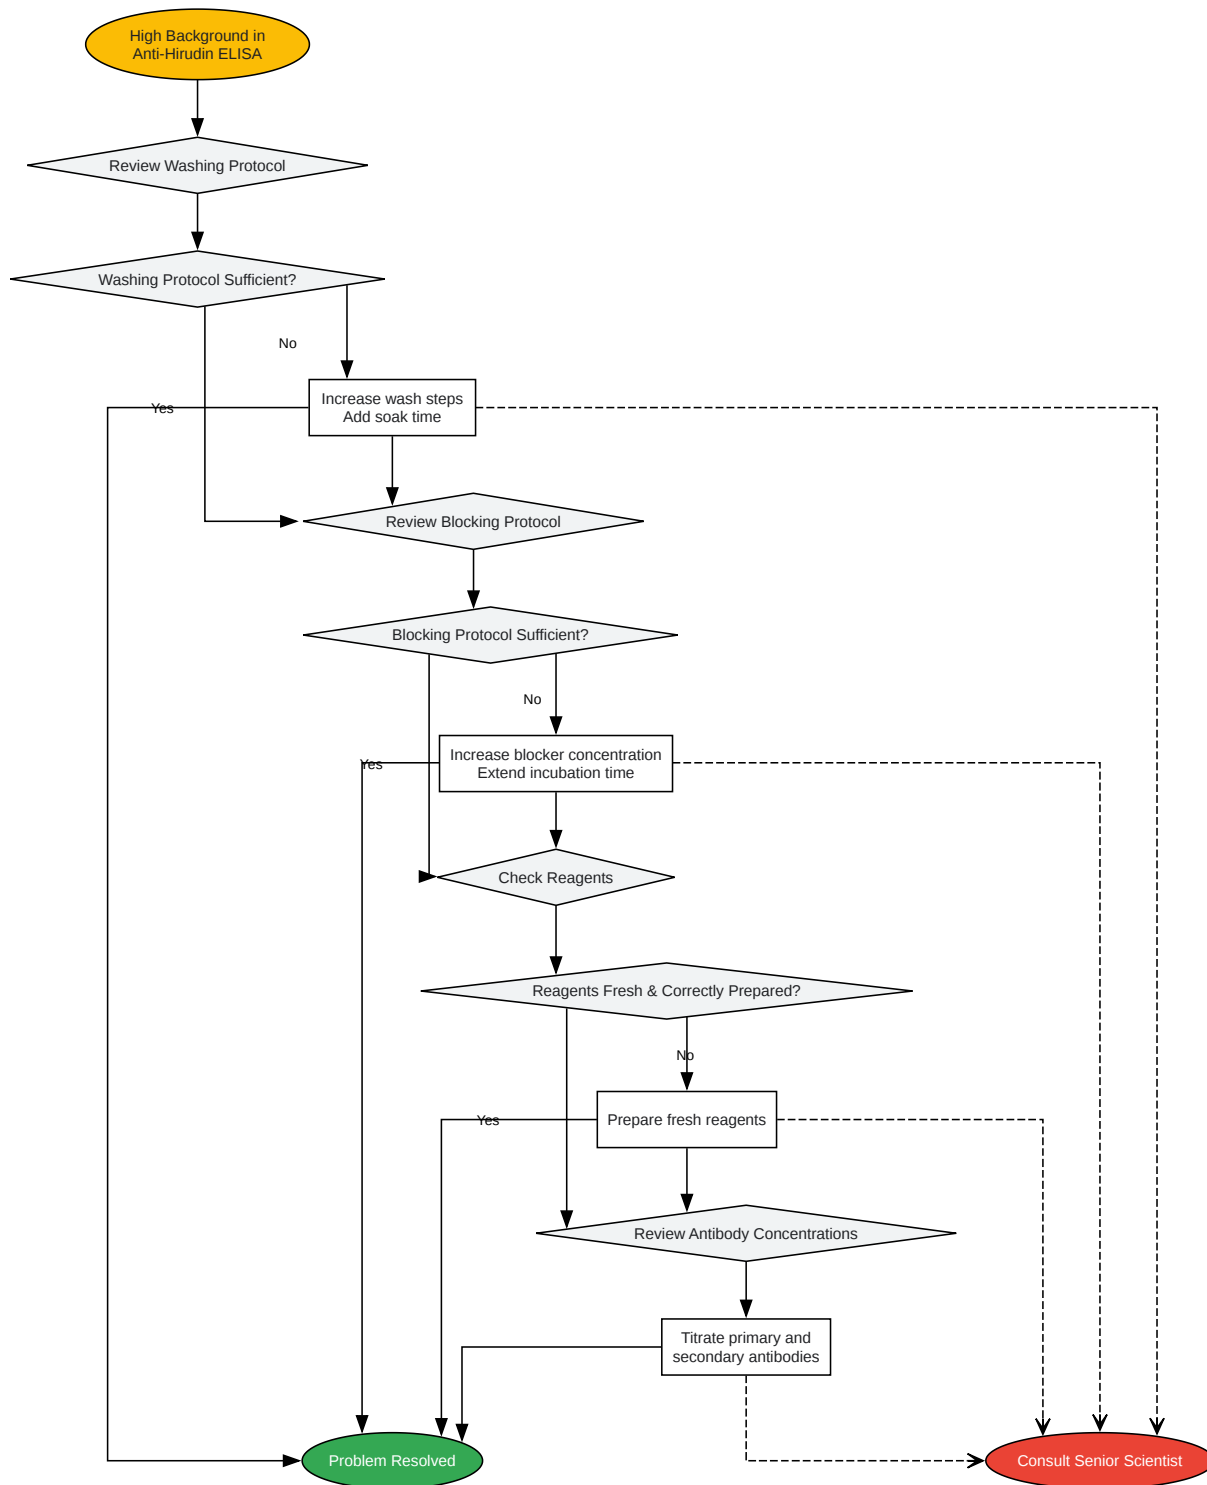 High Background in
Anti-Hirudin ELISA
Review Washing Protocol
Washing Protocol Sufficient?
No
Increase wash steps
Add soak time
Yes
Review Blocking Protocol
Blocking Protocol Sufficient?
No
Increase blocker concentration
Extend incubation time
Yes
Check Reagents
Reagents Fresh & Correctly Prepared?
No
Prepare fresh reagents
Yes
Review Antibody Concentrations
Titrate primary and
secondary antibodies
Problem Resolved
Consult Senior Scientist